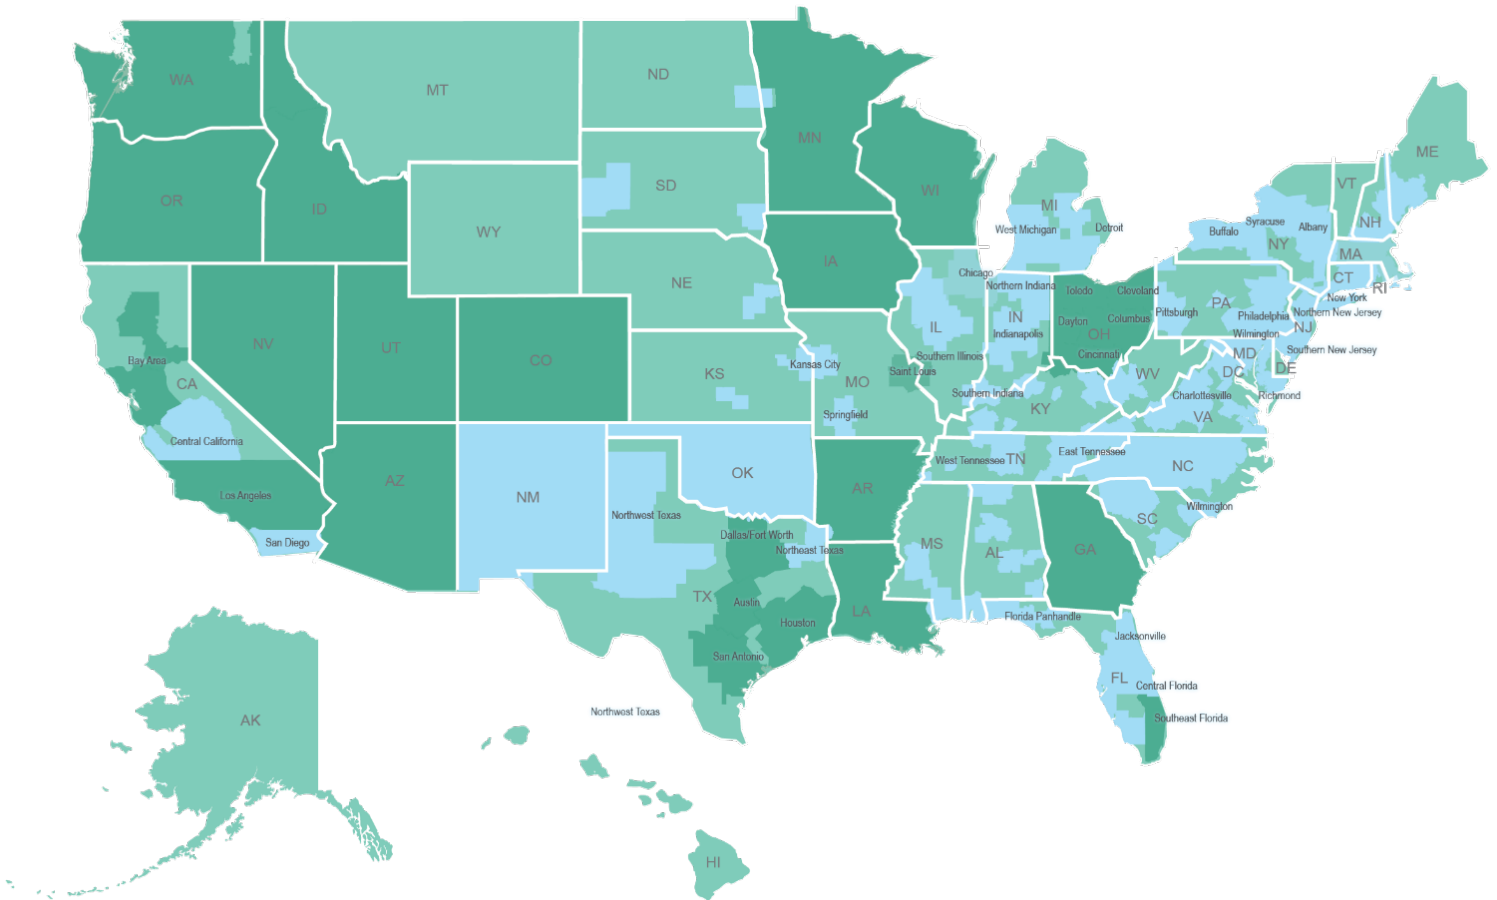 WA
MT
ND
MN
ME
OR
ID
SD
WI
MI
VT
NH
WY
West Michigan
Detroit
Buffalo
Syracuse
Albany
NY
MA
IA
NE
Chicago
Northern Indiana
Toledo
Cleveland
CT
RI
PA
New York
Northern New Jersey
NV
UT
CO
IL
IN
Indianapolis
Dayton
Columbus
OH
Pittsburgh
Philadelphia
Wilmington
NJ
Bay Area
CA
KS
Kansas City
MO
Saint Louis
Southern Illinois
Cincinnati
WV
MD
DC
DE
Southern New Jersey
Springfield
Southern Indiana
KY
Charlottesville
Richmond
VA
Central California
AZ
NM
OK
AR
West Tennessee
TN
East Tennessee
NC
Los Angeles
Northwest Texas
Wilmington
SC
San Diego
Dallas/Fort Worth
Northeast Texas
MS
AL
GA
TX
Austin
Houston
LA
Florida Panhandle
Jacksonville
San Antonio
FL
Central Florida
Northwest Texas
Southeast Florida
AK
HI